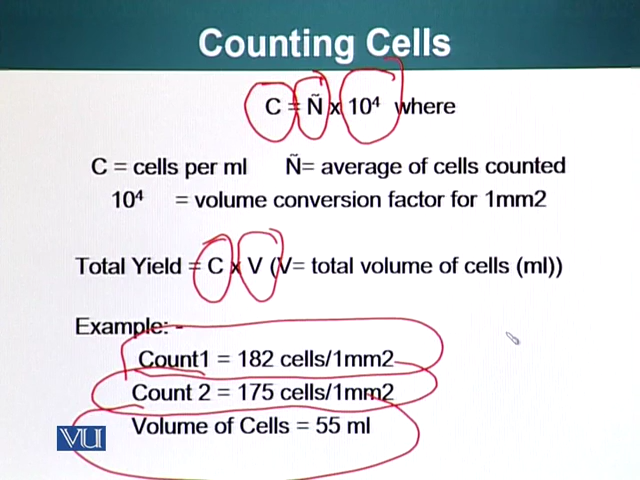 Counting Cells
C = Ñ x 10⁴ where
C = cells per ml Ñ= average of cells counted
10⁴ = volume conversion factor for 1mm2
Total Yield = C x V (V= total volume of cells (ml))
Example: -
Count1 = 182 cells/1mm2
Count 2 = 175 cells/1mm2
Volume of Cells = 55 ml
VU